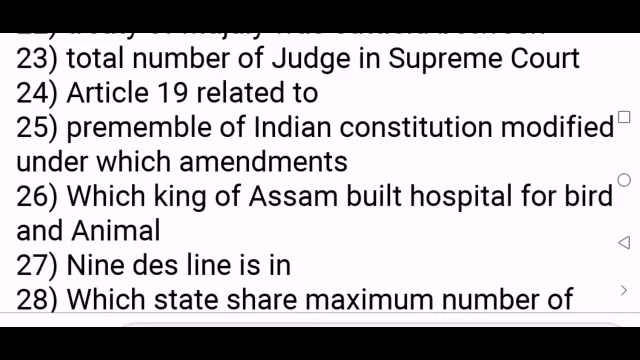 23) total number of Judge in Supreme Court
24) Article 19 related to
25) prememble of Indian constitution modified
under which amendments
26) Which king of Assam built hospital for bird
and Animal
27) Nine des line is in
28) Which state share maximum number of